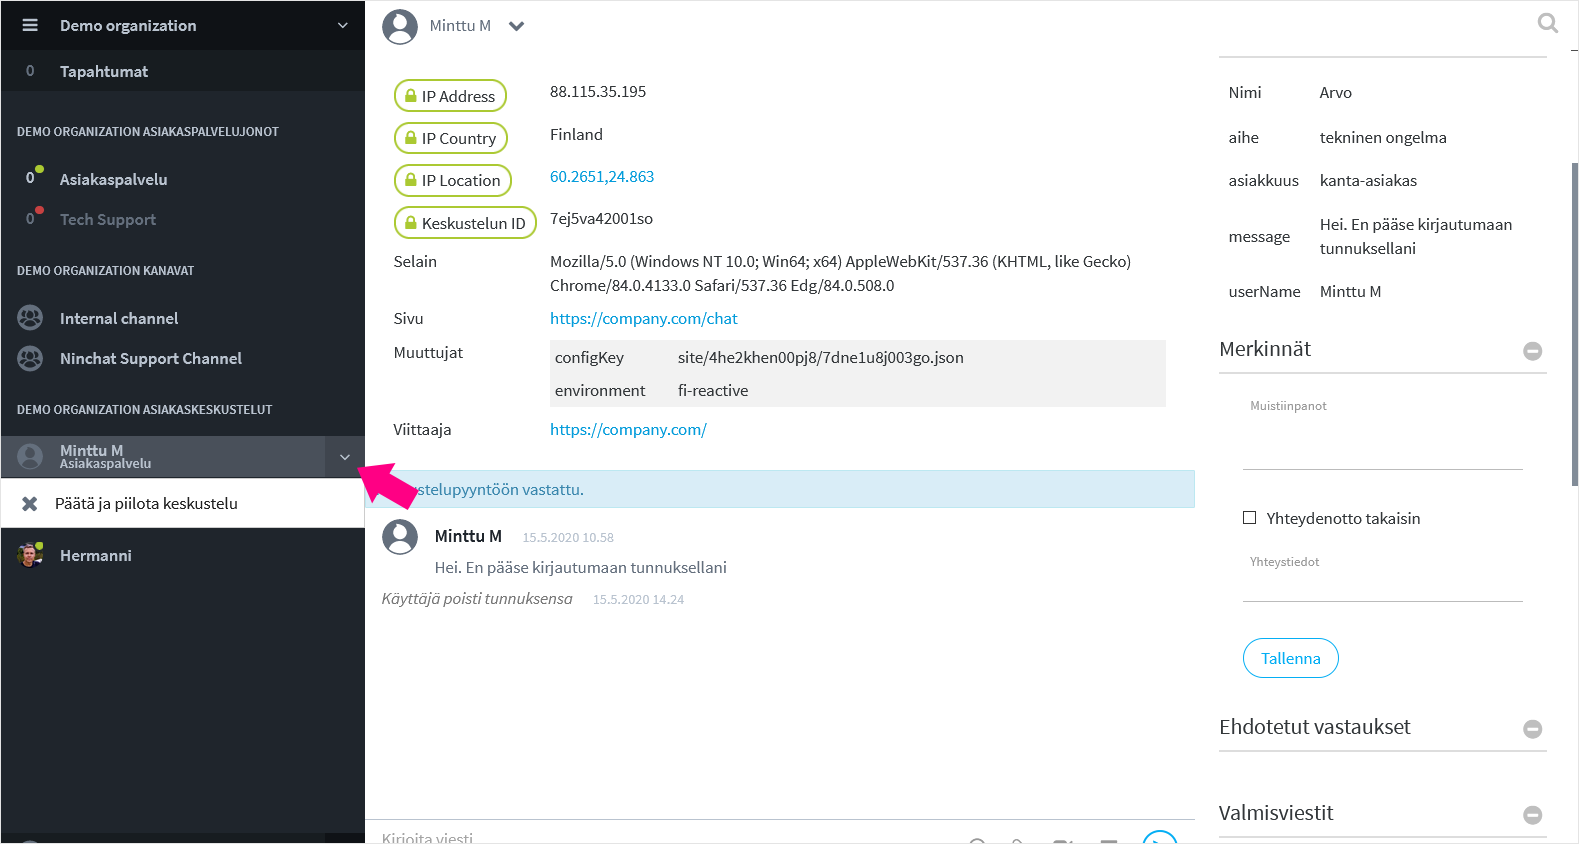 Demo organization
0 Tapahtumat
DEMO ORGANIZATION ASIAKASPALVELUJONOT
0 Asiakaspalvelu
0 Tech Support
DEMO ORGANIZATION KANAVAT
Internal channel
Ninchat Support Channel
DEMO ORGANIZATION ASIAKASKESKUSTELUT
Minttu M
Asiakaspalvelu
Päätä ja piilota keskustelu
Hermanni
Minttu M
IP Address 88.115.35.195
IP Country Finland
IP Location 60.2651,24.863
Keskustelun ID 7ej5va42001so
Selain Mozilla/5.0 (Windows NT 10.0; Win64; x64) AppleWebKit/537.36 (KHTML, like Gecko)
Chrome/84.0.4133.0 Safari/537.36 Edg/84.0.508.0
Sivu https://company.com/chat
Muuttujat configKey site/4he2khen00pj8/7dne1u8j003go.json
environment fi-reactive
Viittaaja https://company.com/
stelupyyntöön vastattu.
Minttu M 15.5.2020 10.58
Hei. En pääse kirjautumaan tunnuksellani
Käyttäjä poisti tunnuksensa 15.5.2020 14.24
Kirjoita viesti
Nimi Arvo
aihe tekninen ongelma
asiakkuus kanta-asiakas
message Hei. En pääse kirjautumaan
tunnuksellani
userName Minttu M
Merkinnät
Muistiinpanot
Yhteydenotto takaisin
Yhteystiedot
Tallenna
Ehdotetut vastaukset
Valmisviestit